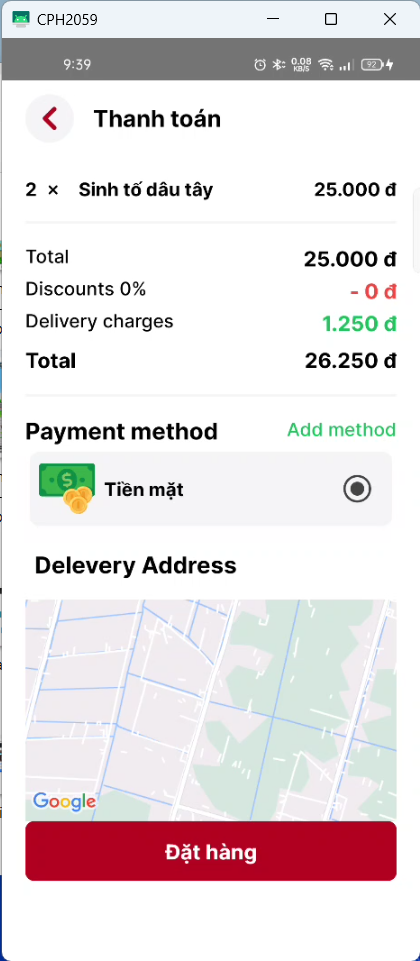 CPH2059
9:39 0.08 KB/S 92
Thanh toán
2 × Sinh tố dâu tây 25.000 đ
Total 25.000 đ
Discounts 0% - 0 đ
Delivery charges 1.250 đ
Total 26.250 đ
Payment method Add method
$ Tiền mặt
Delevery Address
Google
Đặt hàng